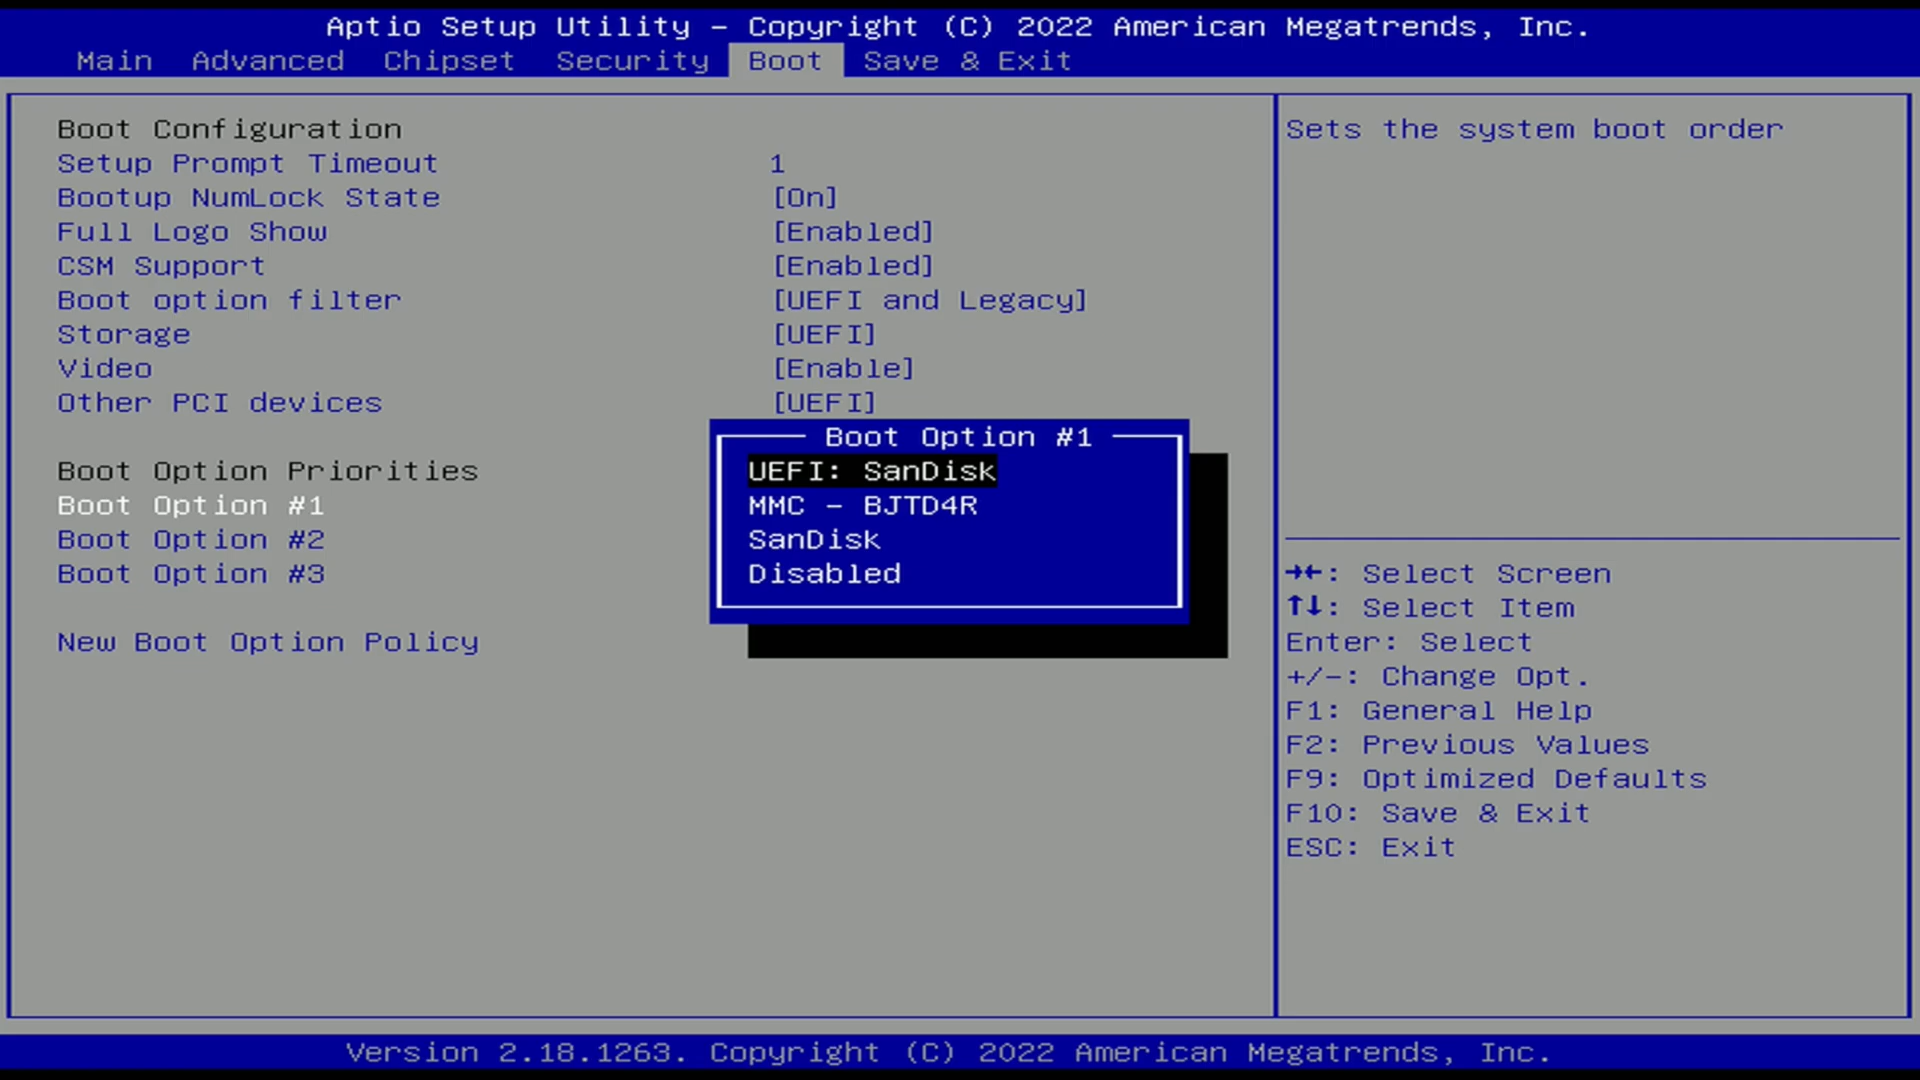 Aptio Setup Utility - Copyright (C) 2022 American Megatrends, Inc.
Main Advanced Chipset Security Boot Save & Exit
Boot Configuration
Setup Prompt Timeout 1
Bootup NumLock State [On]
Full Logo Show [Enabled]
CSM Support [Enabled]
Boot option filter [UEFI and Legacy]
Storage [UEFI]
Video [Enable]
Other PCI devices [UEFI]
Boot Option Priorities
Boot Option #1
Boot Option #2
Boot Option #3
New Boot Option Policy
Boot Option #1
UEFI: SanDisk
MMC - BJTD4R
SanDisk
Disabled
Sets the system boot order
→←: Select Screen
↑↓: Select Item
Enter: Select
+/-: Change Opt.
F1: General Help
F2: Previous Values
F9: Optimized Defaults
F10: Save & Exit
ESC: Exit
Version 2.18.1263. Copyright (C) 2022 American Megatrends, Inc.